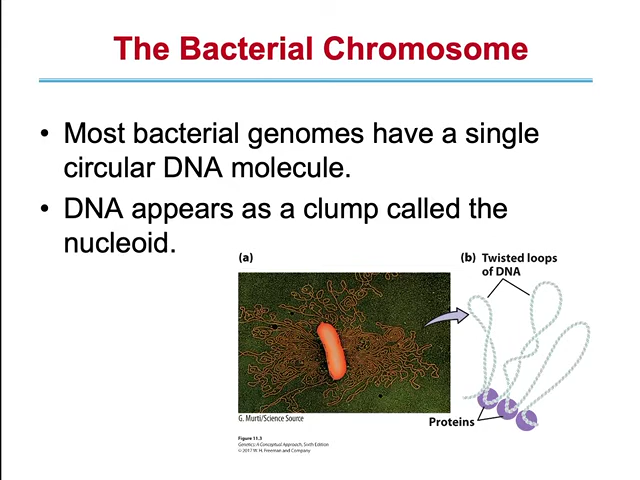 The Bacterial Chromosome
• Most bacterial genomes have a single
circular DNA molecule.
• DNA appears as a clump called the
nucleoid.
(a)
(b) Twisted loops
of DNA
Proteins
G. Murti/Science Source
Figure 11.3
Genetics: A Conceptual Approach, Sixth Edition
© 2017 W. H. Freeman and Company